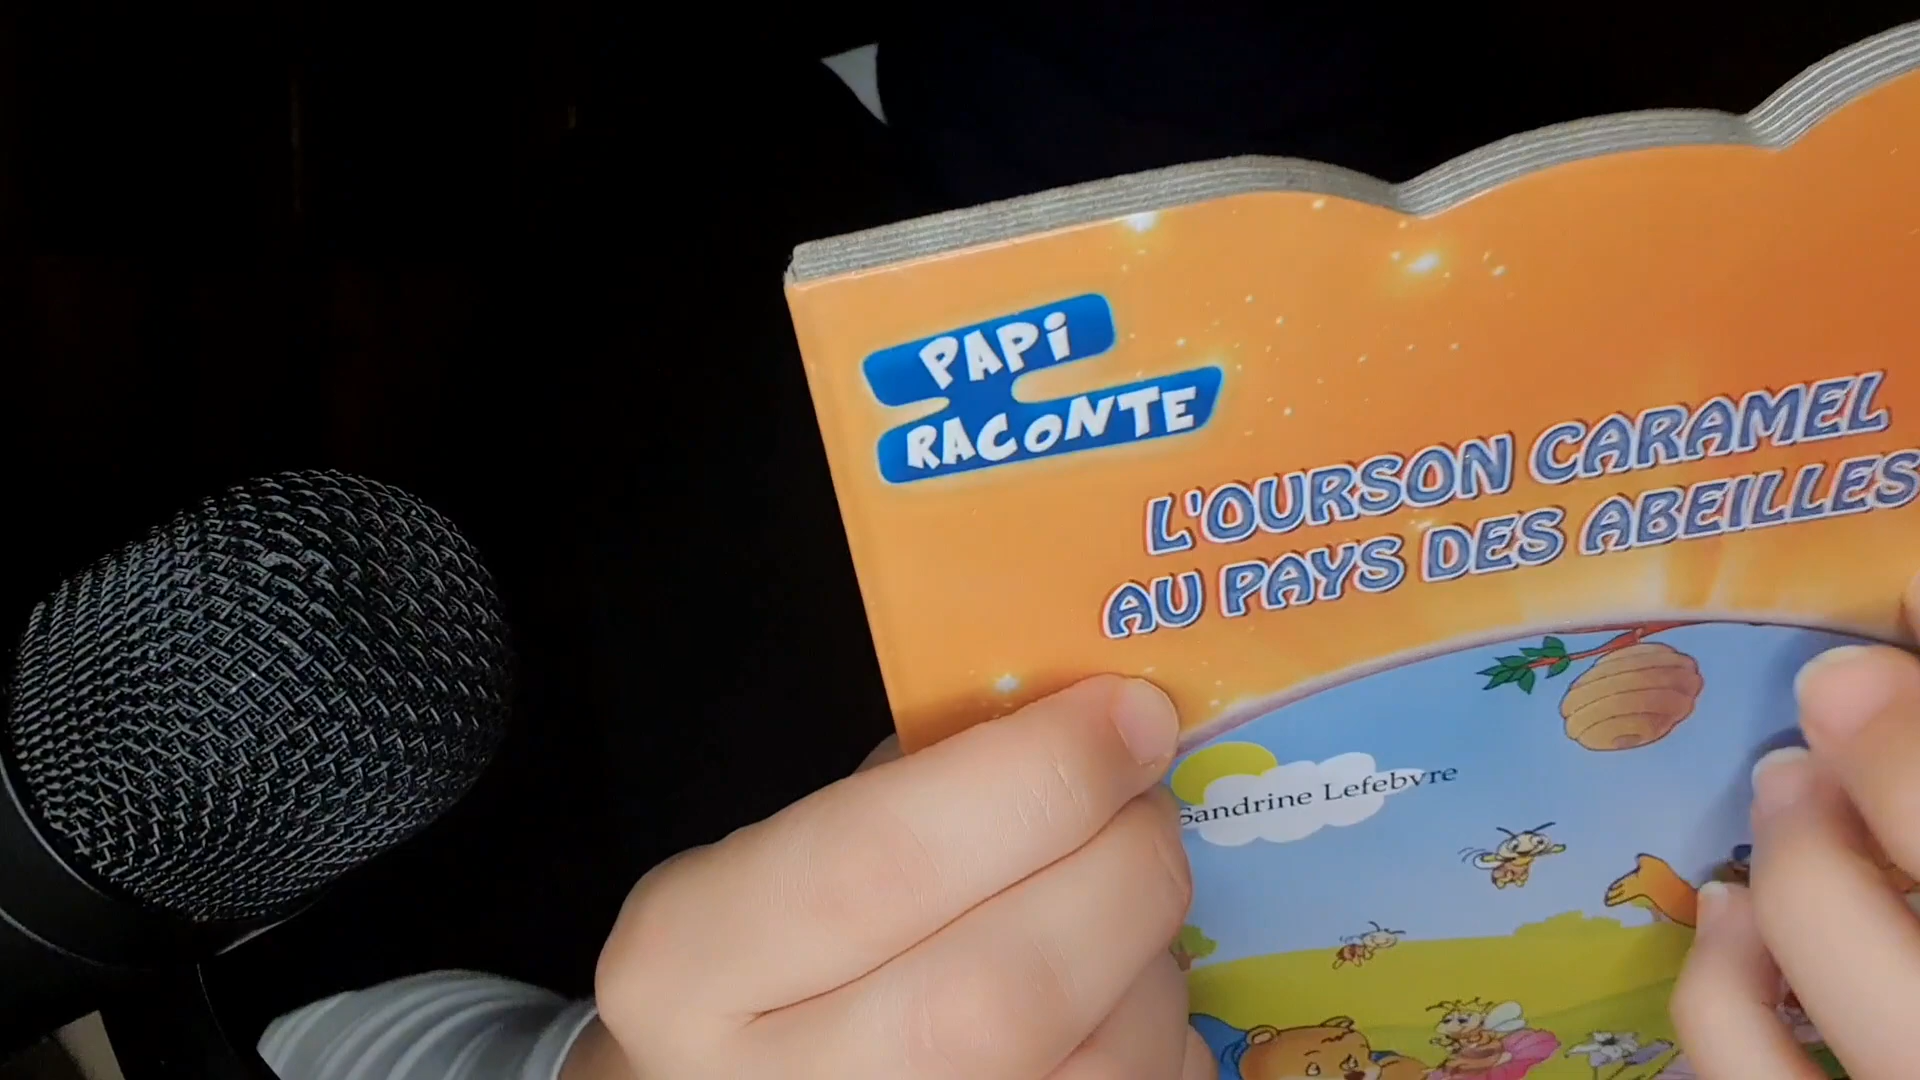 PAPi
RACONTE
L'OURSON CARAMEL
AU PAYS DES ABEILLES
Sandrine Lefebvre